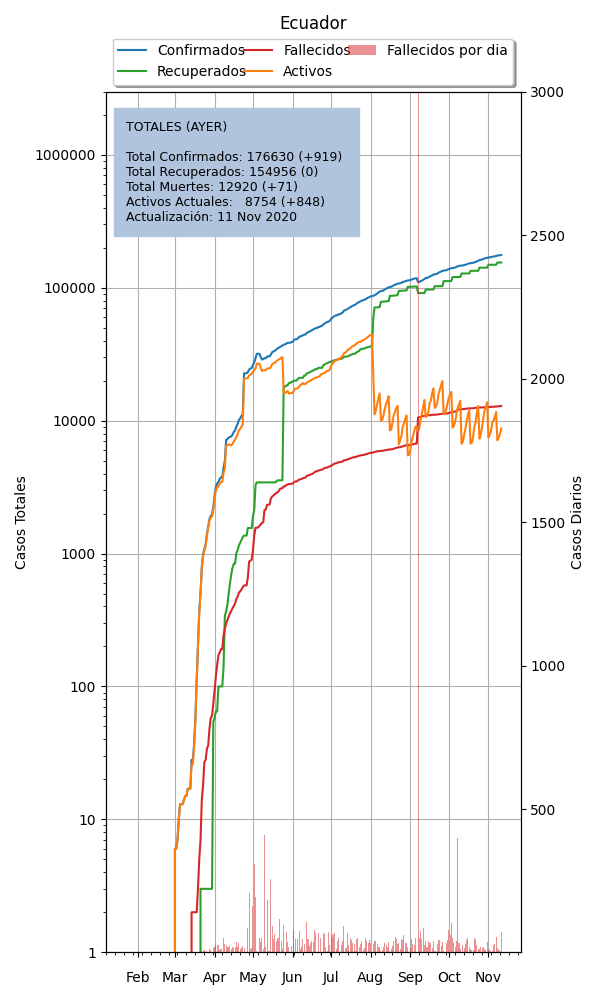 Ecuador
Confirmados
Recuperados
Fallecidos
Activos
Fallecidos por dia
TOTALES (AYER)
Total Confirmados: 176630 (+919)
Total Recuperados: 154956 (0)
Total Muertes: 12920 (+71)
Activos Actuales: 8754 (+848)
Actualización: 11 Nov 2020
Casos Totales
1000000
100000
10000
1000
100
10
1
3000
2500
2000
1500
1000
500
Casos Diarios
Feb Mar Apr May Jun Jul Aug Sep Oct Nov